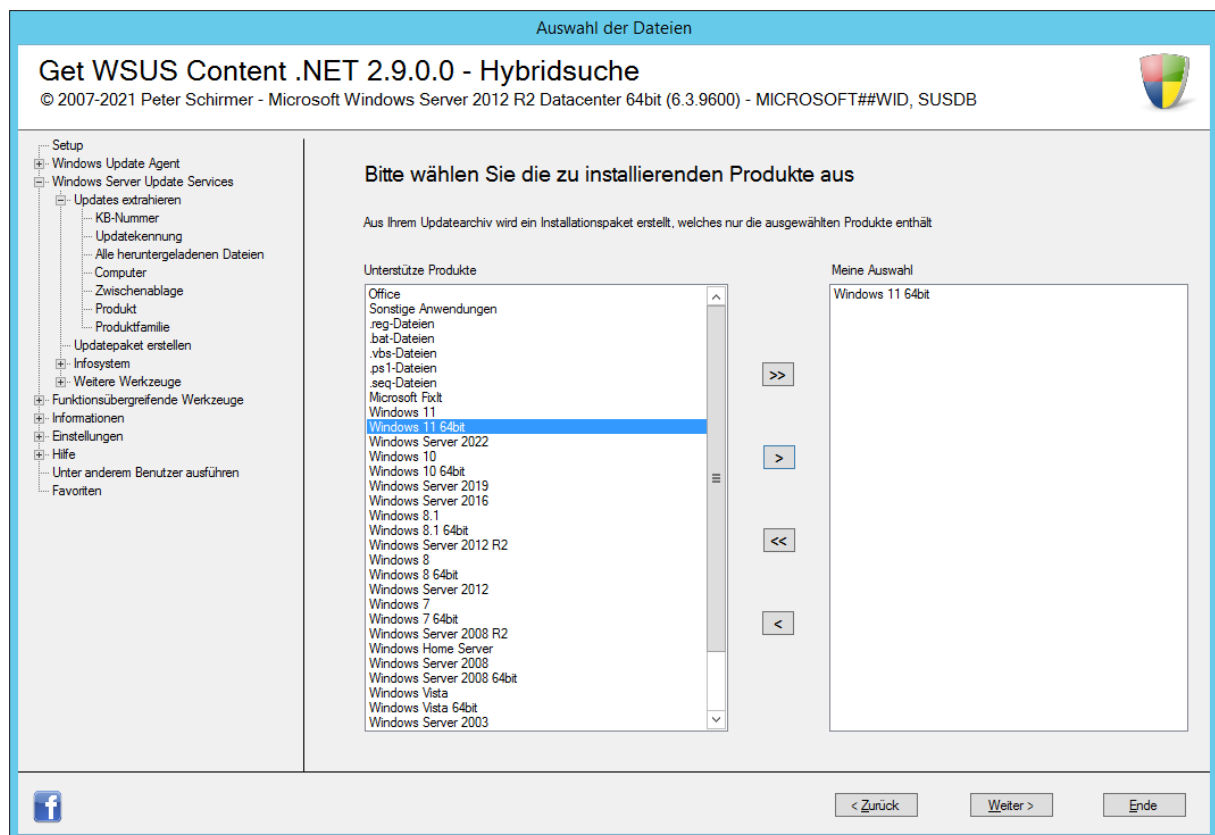 Auswahl der Dateien
Get WSUS Content .NET 2.9.0.0 - Hybridsuche
© 2007-2021 Peter Schirmer - Microsoft Windows Server 2012 R2 Datacenter 64bit (6.3.9600) - MICROSOFT##WID, SUSDB
Setup
Windows Update Agent
Windows Server Update Services
Updates extrahieren
KB-Nummer
Updatekennung
Alle heruntergeladenen Dateien
Computer
Zwischenablage
Produkt
Produktfamilie
Updatepaket erstellen
Infosystem
Weitere Werkzeuge
Funktionsübergreifende Werkzeuge
Informationen
Einstellungen
Hilfe
Unter anderem Benutzer ausführen
Favoriten
Bitte wählen Sie die zu installierenden Produkte aus
Aus Ihrem Updatearchiv wird ein Installationspaket erstellt, welches nur die ausgewählten Produkte enthält
Unterstütze Produkte
Office
Sonstige Anwendungen
.reg-Dateien
.bat-Dateien
.vbs-Dateien
.ps1-Dateien
.seq-Dateien
Microsoft FixIt
Windows 11
Windows 11 64bit
Windows Server 2022
Windows 10
Windows 10 64bit
Windows Server 2019
Windows Server 2016
Windows 8.1
Windows 8.1 64bit
Windows Server 2012 R2
Windows 8
Windows 8 64bit
Windows Server 2012
Windows 7
Windows 7 64bit
Windows Server 2008 R2
Windows Home Server
Windows Server 2008
Windows Server 2008 64bit
Windows Vista
Windows Vista 64bit
Windows Server 2003
>>
>
<<
<
Meine Auswahl
Windows 11 64bit
f
< Zurück
Weiter >
Ende